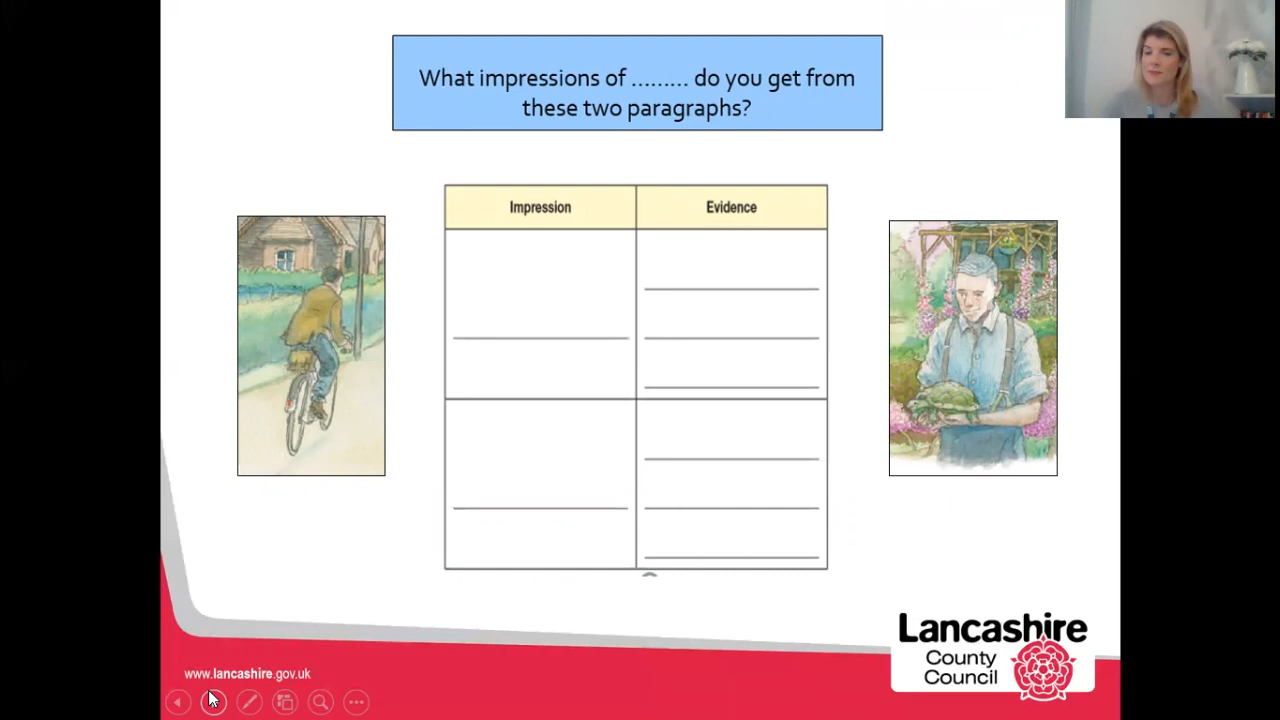 What impressions of ......... do you get from
these two paragraphs?
Impression
Evidence
www.lancashire.gov.uk
Lancashire
County
Council